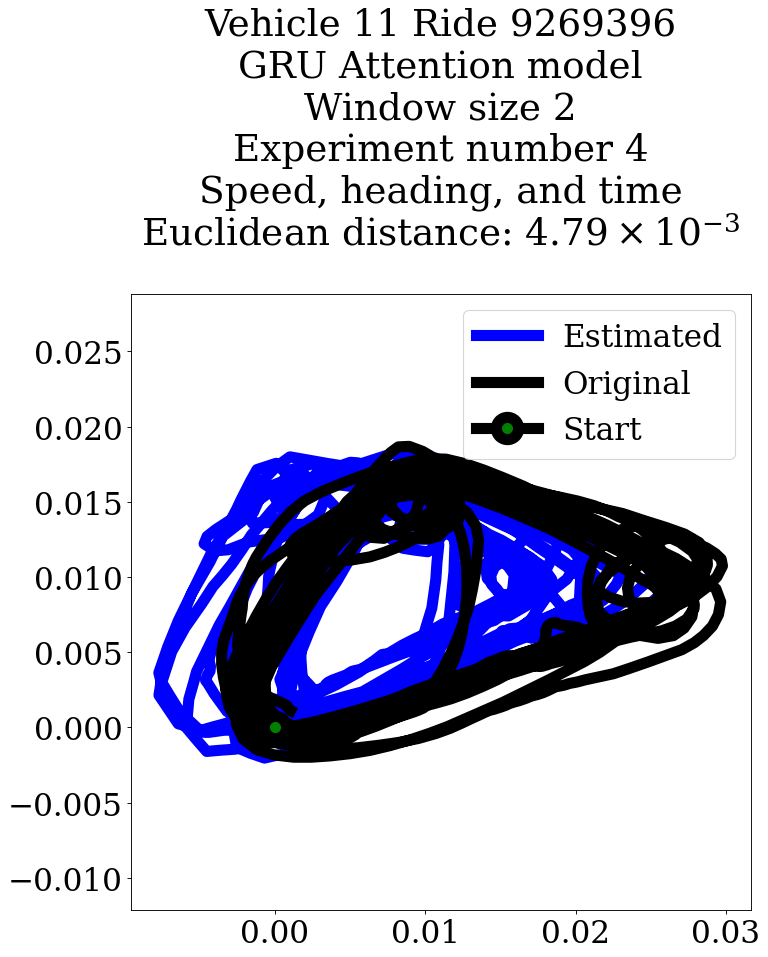 Vehicle 11 Ride 9269396
GRU Attention model
Window size 2
Experiment number 4
Speed, heading, and time
Euclidean distance: 4.79 × 10⁻³
Estimated
Original
Start
0.025
0.020
0.015
0.010
0.005
0.000
−0.005
−0.010
0.00 0.01 0.02 0.03